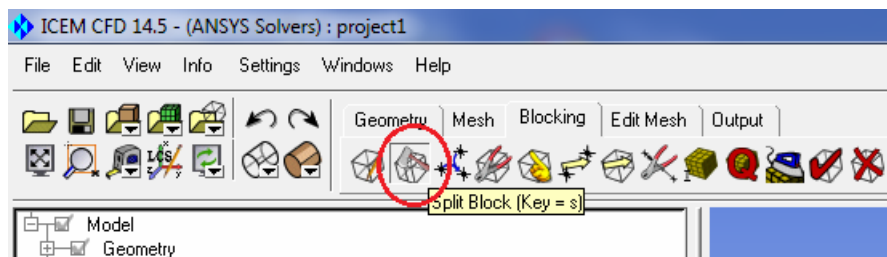 ICEM CFD 14.5 - (ANSYS Solvers) : project1
File Edit View Info Settings Windows Help
Geometry Mesh Blocking Edit Mesh Output
LCS
Split Block (Key = s)
Model
Geometry